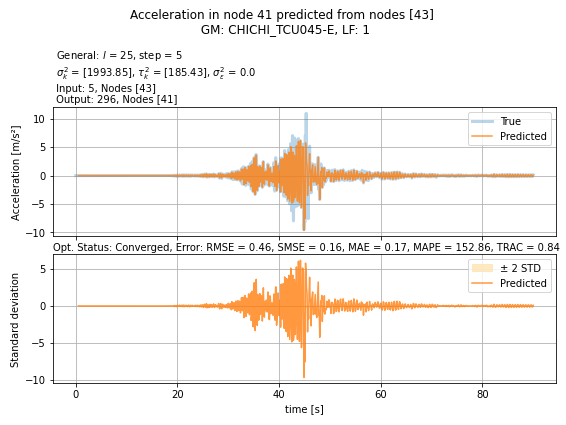 Acceleration in node 41 predicted from nodes [43]
GM: CHICHI_TCU045-E, LF: 1
General: l = 25, step = 5
σ²ₖ = [1993.85], τ²ₖ = [185.43], σ²ε = 0.0
Input: 5, Nodes [43]
Output: 296, Nodes [41]
10
5
0
−5
−10
Acceleration [m/s²]
True
Predicted
Opt. Status: Converged, Error: RMSE = 0.46, SMSE = 0.16, MAE = 0.17, MAPE = 152.86, TRAC = 0.84
5
0
−5
−10
Standard deviation
± 2 STD
Predicted
0 20 40 60 80
time [s]